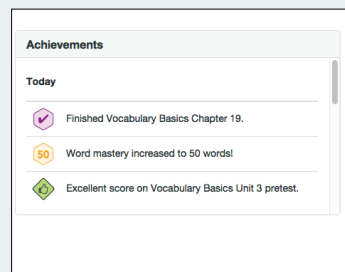 Achievements
Today
Finished Vocabulary Basics Chapter 19.
50 Word mastery increased to 50 words!
Excellent score on Vocabulary Basics Unit 3 pretest.